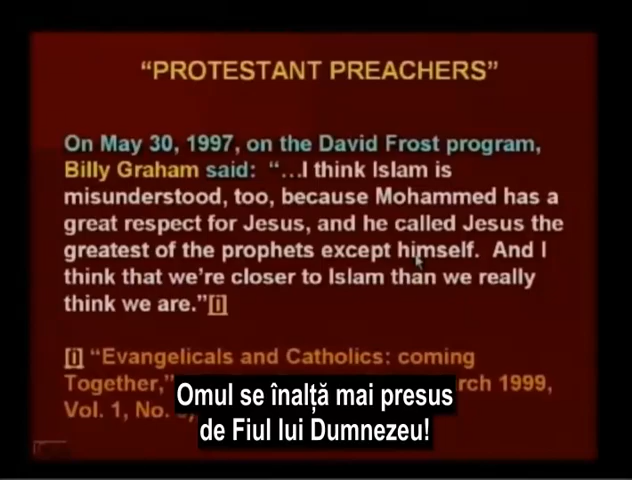 “PROTESTANT PREACHERS”
On May 30, 1997, on the David Frost program,
Billy Graham said: “…I think Islam is
misunderstood, too, because Mohammed has a
great respect for Jesus, and he called Jesus the
greatest of the prophets except himself. And I
think that we’re closer to Islam than we really
think we are.”[i]
[i] “Evangelicals and Catholics: coming
Together,” 1999,
Vol. 1, No.
Omul se înalță mai presus
de Fiul lui Dumnezeu!